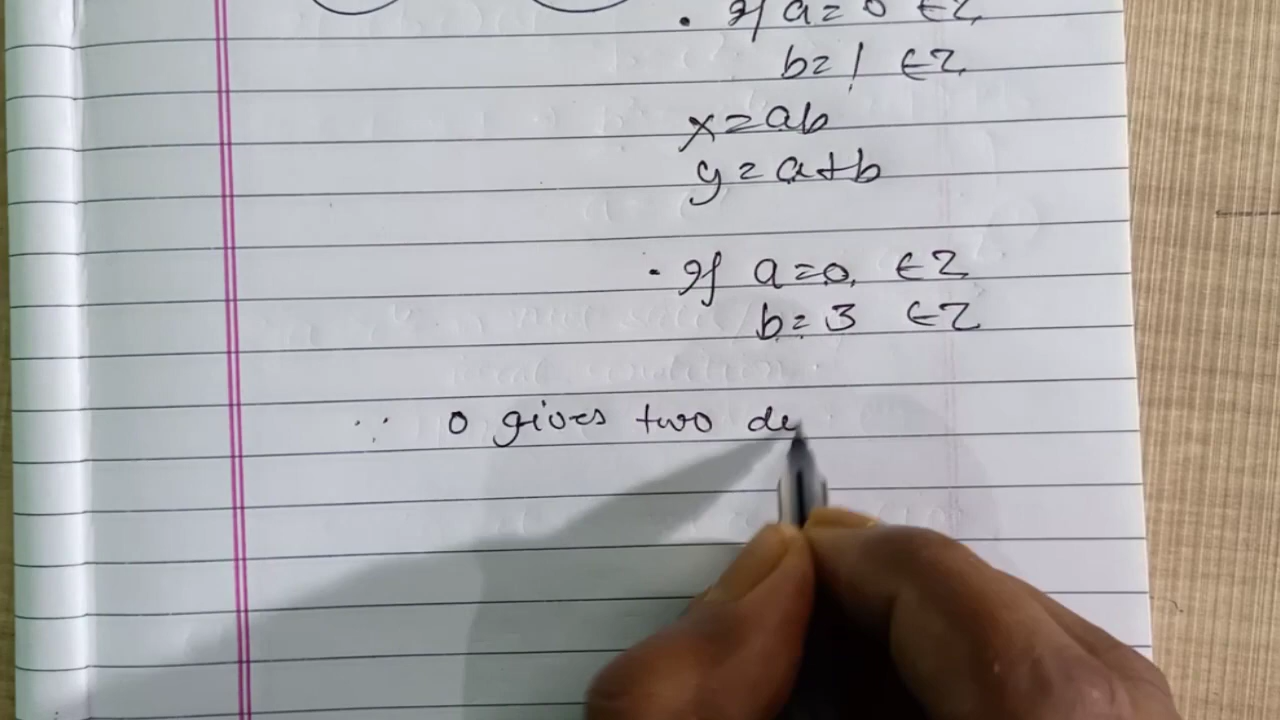 . If a = 0 ∈ Z
b = 1 ∈ Z
x = ab
y = a+b
. If a = 0, ∈ Z
b = 3 ∈ Z
∵ 0 gives two de